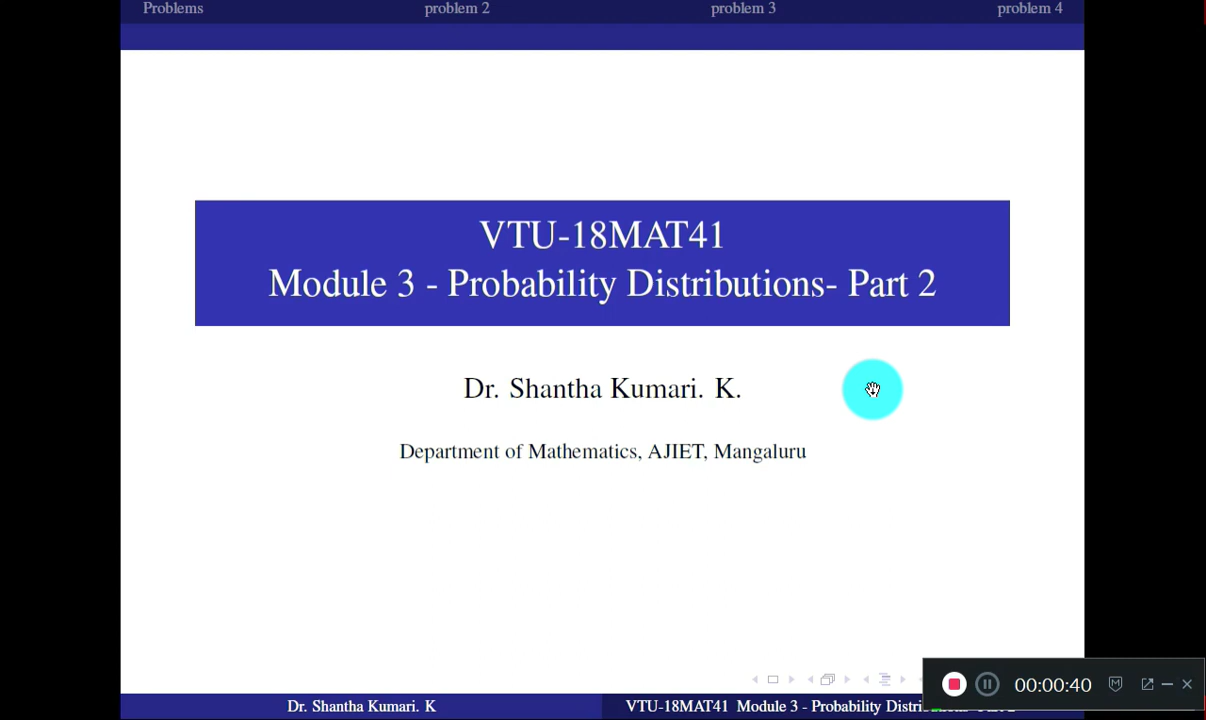 Problems problem 2 problem 3 problem 4
VTU-18MAT41
Module 3 - Probability Distributions- Part 2
Dr. Shantha Kumari. K.
Department of Mathematics, AJIET, Mangaluru
00:00:40
Dr. Shantha Kumari. K VTU-18MAT41 Module 3 - Probability